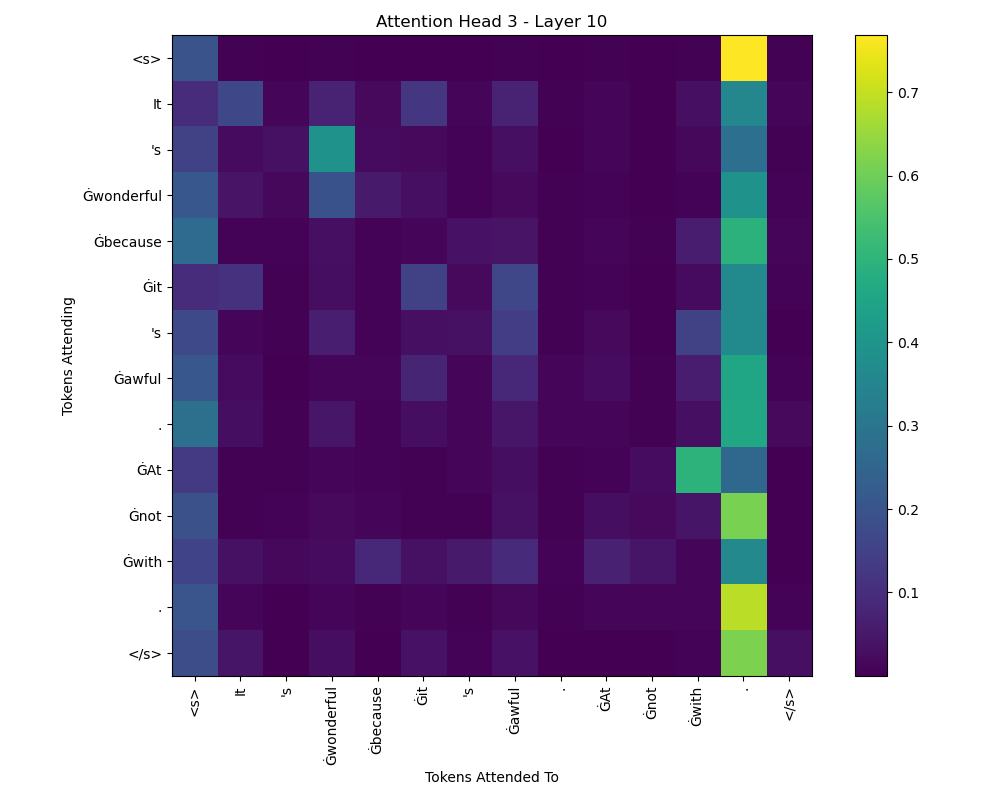 Attention Head 3 - Layer 10
Tokens Attending
<s>
It
's
Ġwonderful
Ġbecause
Ġit
's
Ġawful
.
ĠAt
Ġnot
Ġwith
.
</s>
<s>
It
's
Ġwonderful
Ġbecause
Ġit
's
Ġawful
.
ĠAt
Ġnot
Ġwith
.
</s>
Tokens Attended To
0.7
0.6
0.5
0.4
0.3
0.2
0.1